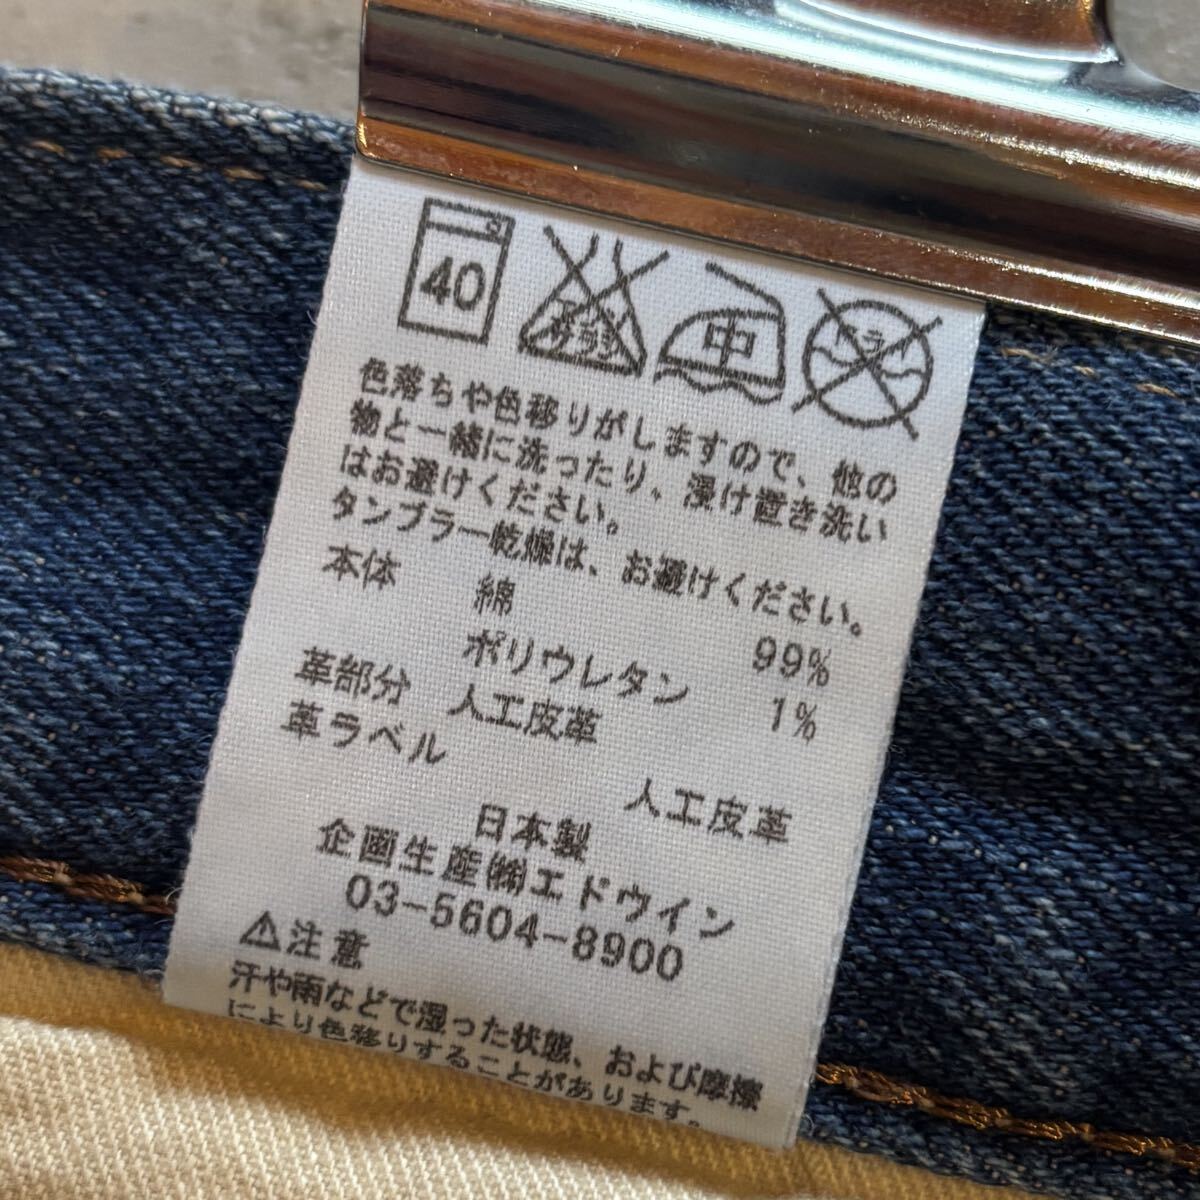 40
エンソサラシ
中
ドライ
色落ちや色移りがしますので、他の
物と一緒に洗ったり、浸け置き洗い
はお避けください。
タンブラー乾燥は、お避けください。
本体 綿 99%
ポリウレタン 1%
革部分 人工皮革
革ラベル 人工皮革
日本製
企画生産㈱エドウイン
03-5604-8900
⚠注意
汗や雨などで湿った状態、および摩擦
により色移りすることがあります。